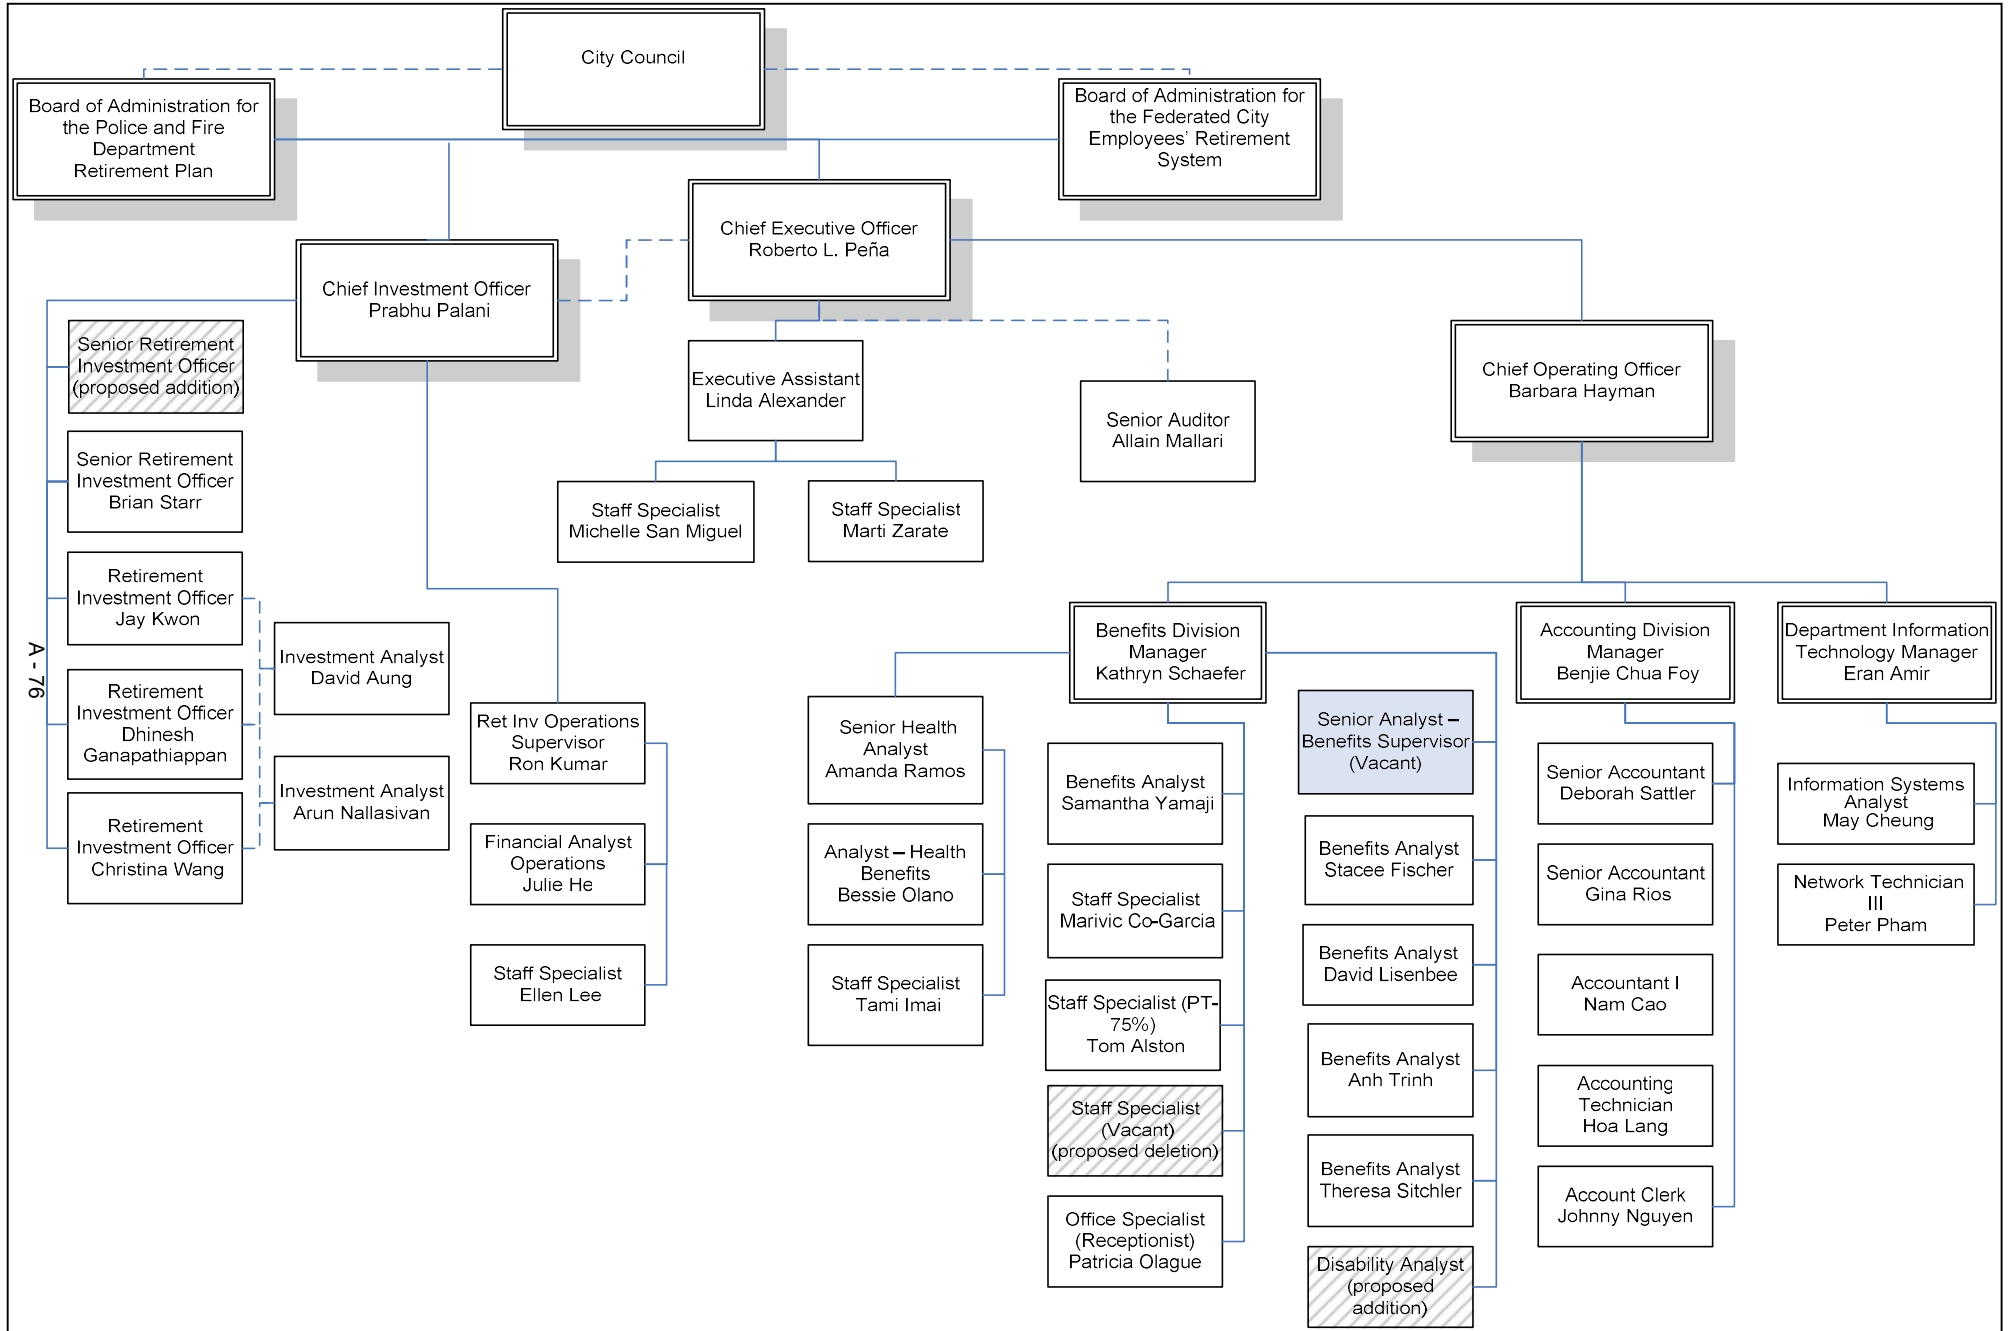 City Council
Board of Administration for
the Police and Fire
Department
Retirement Plan
Board of Administration for
the Federated City
Employees' Retirement
System
Chief Executive Officer
Roberto L. Peña
Chief Investment Officer
Prabhu Palani
Chief Operating Officer
Barbara Hayman
Senior Retirement
Investment Officer
(proposed addition)
Senior Retirement
Investment Officer
Brian Starr
Retirement
Investment Officer
Jay Kwon
Retirement
Investment Officer
Dhinesh
Ganapathiappan
Retirement
Investment Officer
Christina Wang
A - 76
Investment Analyst
David Aung
Investment Analyst
Arun Nallasivan
Ret Inv Operations
Supervisor
Ron Kumar
Financial Analyst
Operations
Julie He
Staff Specialist
Ellen Lee
Executive Assistant
Linda Alexander
Staff Specialist
Michelle San Miguel
Staff Specialist
Marti Zarate
Senior Auditor
Allain Mallari
Benefits Division
Manager
Kathryn Schaefer
Accounting Division
Manager
Benjie Chua Foy
Department Information
Technology Manager
Eran Amir
Senior Health
Analyst
Amanda Ramos
Analyst – Health
Benefits
Bessie Olano
Staff Specialist
Tami Imai
Benefits Analyst
Samantha Yamaji
Staff Specialist
Marivic Co-Garcia
Staff Specialist (PT-
75%)
Tom Alston
Staff Specialist
(Vacant)
(proposed deletion)
Office Specialist
(Receptionist)
Patricia Olague
Senior Analyst –
Benefits Supervisor
(Vacant)
Benefits Analyst
Stacee Fischer
Benefits Analyst
David Lisenbee
Benefits Analyst
Anh Trinh
Benefits Analyst
Theresa Sitchler
Disability Analyst
(proposed
addition)
Senior Accountant
Deborah Sattler
Senior Accountant
Gina Rios
Accountant I
Nam Cao
Accounting
Technician
Hoa Lang
Account Clerk
Johnny Nguyen
Information Systems
Analyst
May Cheung
Network Technician
III
Peter Pham